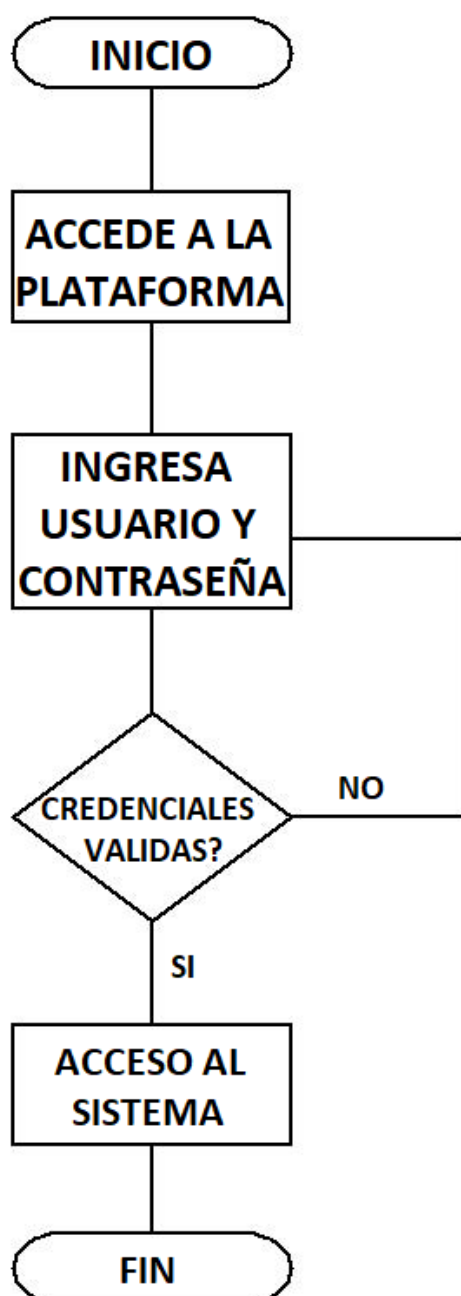 INICIO
ACCEDE A LA
PLATAFORMA
INGRESA
USUARIO Y
CONTRASEÑA
CREDENCIALES
VALIDAS?
NO
SI
ACCESO AL
SISTEMA
FIN